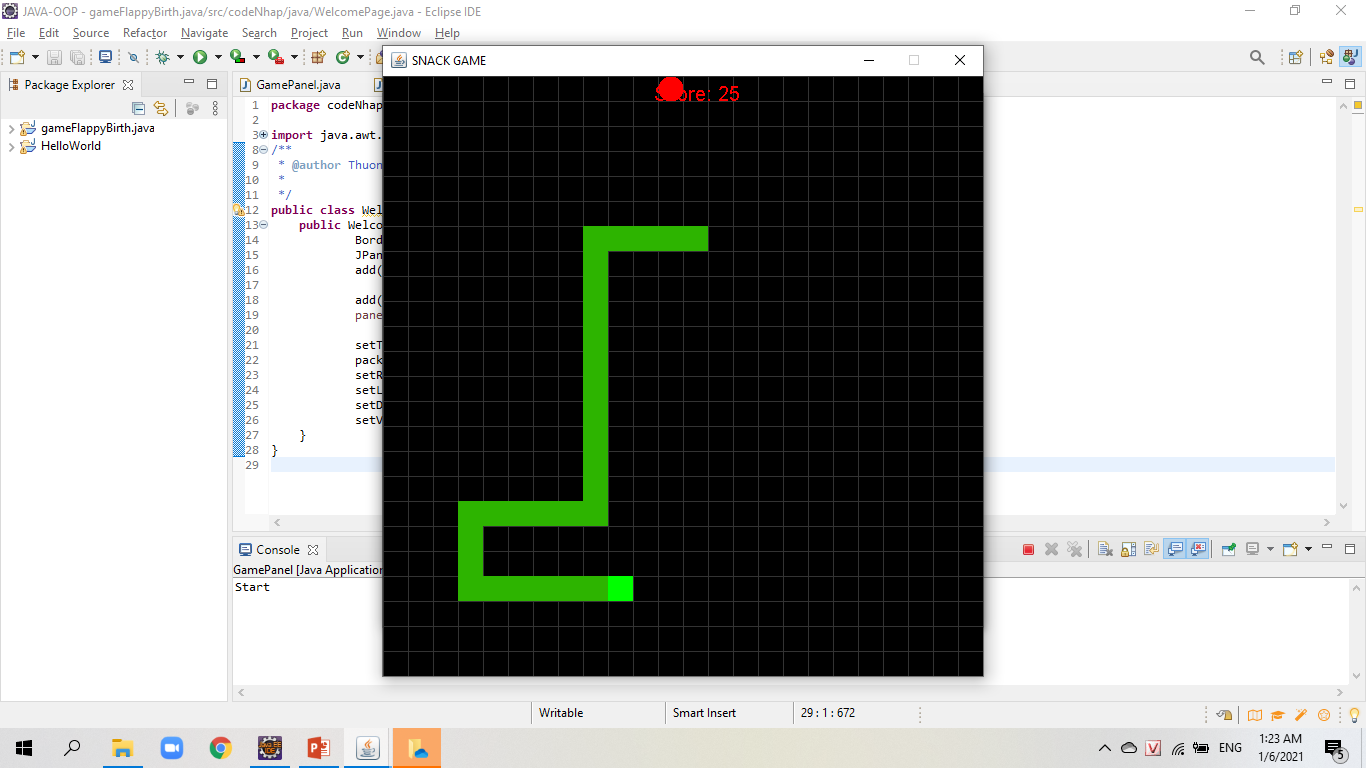 JAVA-OOP - gameFlappyBirth.java/src/codeNhap/java/WelcomePage.java - Eclipse IDE
File Edit Source Refactor Navigate Search Project Run Window Help
SNACK GAME
Score: 25
Package Explorer
gameFlappyBirth.java
HelloWorld
GamePanel.java
1 package codeNhap
2
3 import java.awt.
8 /**
9 * @author Thuon
10 *
11 */
12 public class Wel
13 public Welco
14 Bord
15 JPan
16 add(
17
18 add(
19 pane
20
21 setT
22 pack
23 setR
24 setL
25 setD
26 setV
27 }
28 }
29
Console
GamePanel [Java Application
Start
Writable Smart Insert 29 : 1 : 672
ENG
1:23 AM
1/6/2021
5